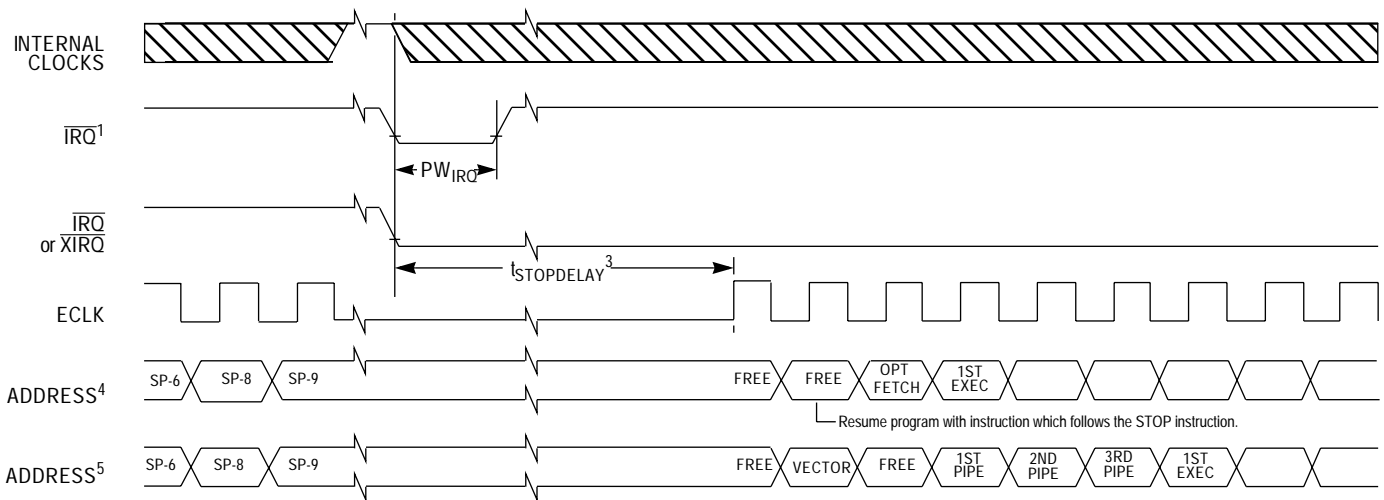 INTERNAL
CLOCKS
IRQ¹
PW_IRQ
IRQ
or XIRQ
t_STOPDELAY³
ECLK
ADDRESS⁴ SP-6 SP-8 SP-9 FREE FREE OPT FETCH 1ST EXEC
Resume program with instruction which follows the STOP instruction.
ADDRESS⁵ SP-6 SP-8 SP-9 FREE VECTOR FREE 1ST PIPE 2ND PIPE 3RD PIPE 1ST EXEC